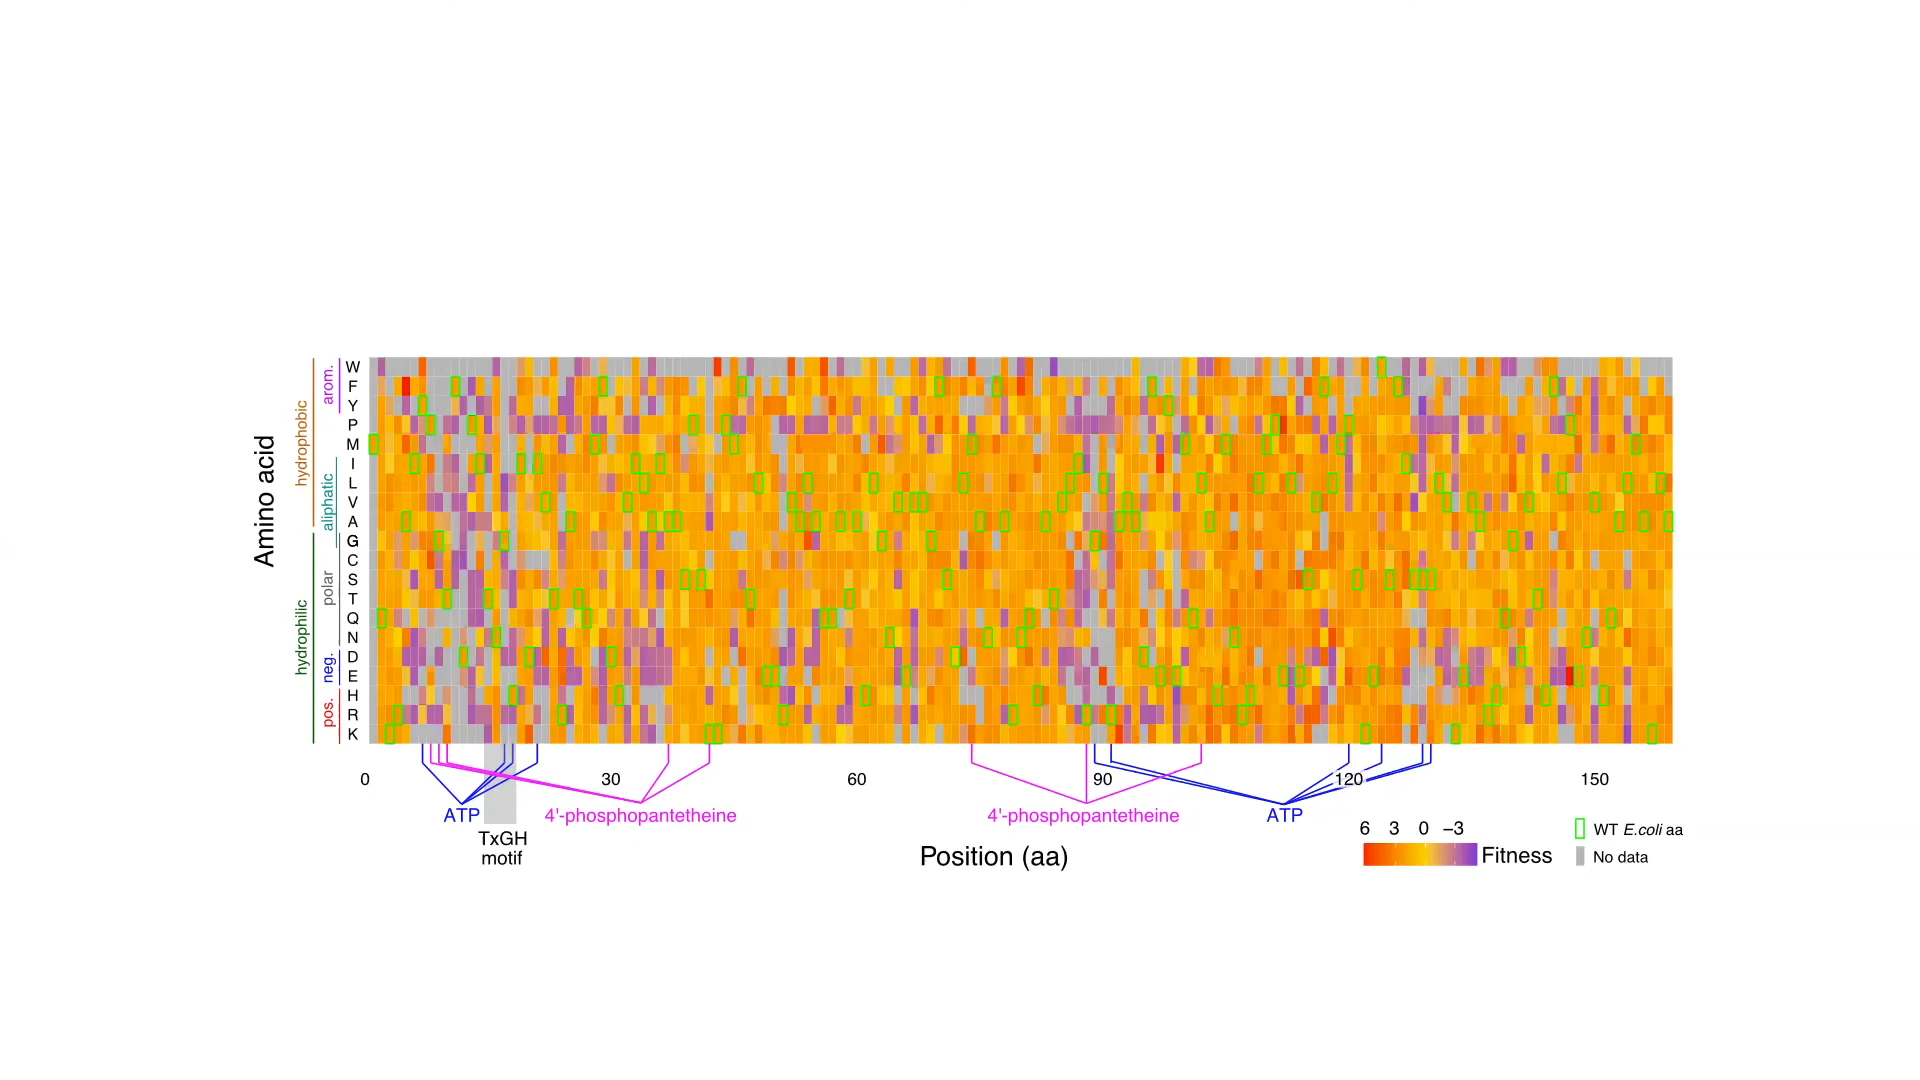 Amino acid
hydrophobic
hydrophilic
arom.
aliphatic
polar
neg.
pos.
W
F
Y
P
M
I
L
V
A
G
C
S
T
Q
N
D
E
H
R
K
0 30 60 90 120 150
ATP 4'-phosphopantetheine 4'-phosphopantetheine ATP
TxGH
motif
Position (aa)
6 3 0 −3
Fitness
WT E.coli aa
No data